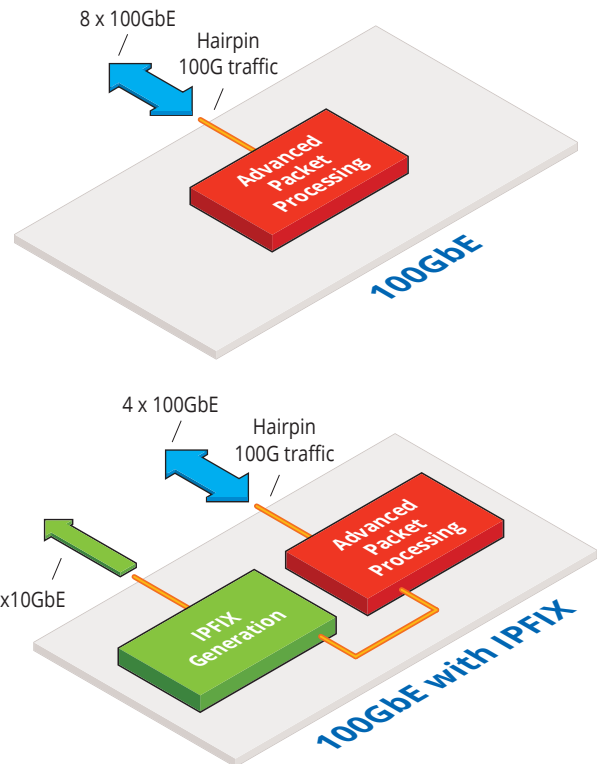 8 x 100GbE
Hairpin
100G traffic
Advanced
Packet
Processing
100GbE
4 x 100GbE
Hairpin
100G traffic
Advanced
Packet
Processing
x10GbE
IPFIX
Generation
100GbE with IPFIX